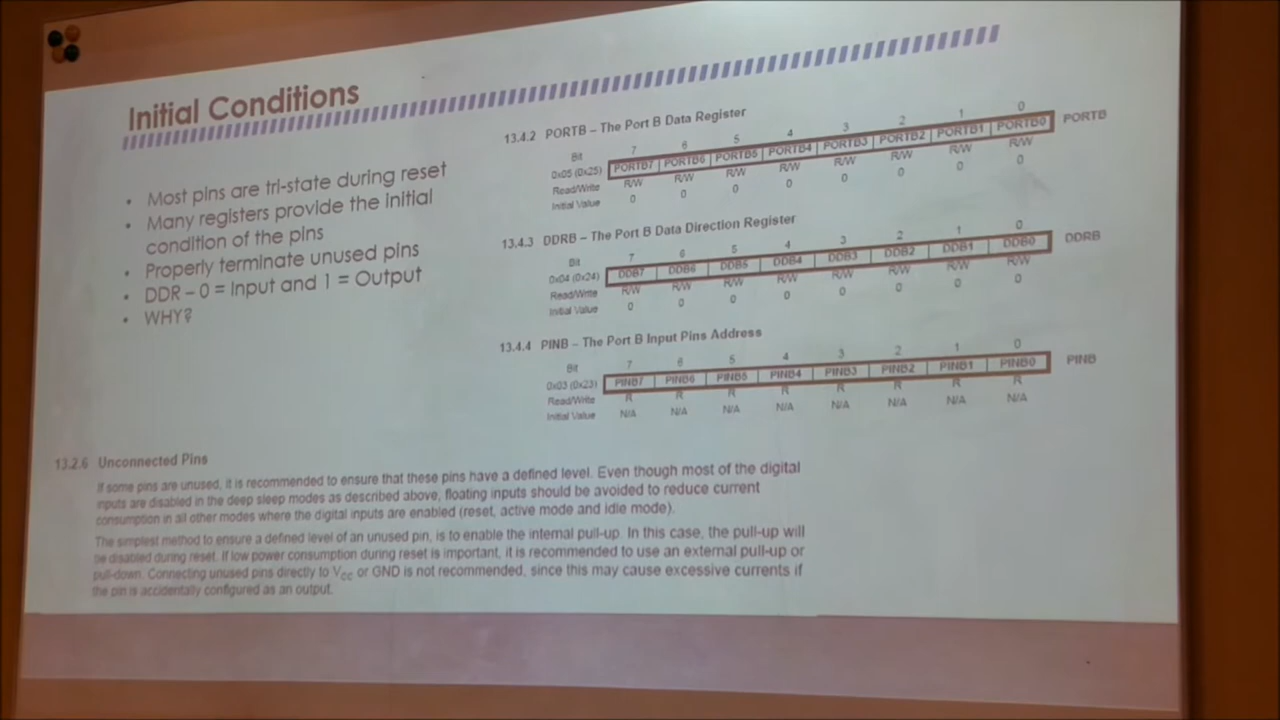 Initial Conditions
• Most pins are tri-state during reset
• Many registers provide the initial
condition of the pins
• Properly terminate unused pins
• DDR – 0 = Input and 1 = Output
• WHY?
13.4.2 PORTB – The Port B Data Register
Bit 7 6 5 4 3 2 1 0
0x05 (0x25) PORTB7 PORTB6 PORTB5 PORTB4 PORTB3 PORTB2 PORTB1 PORTB0 PORTB
Read/Write R/W R/W R/W R/W R/W R/W R/W R/W
Initial Value 0 0 0 0 0 0 0 0
13.4.3 DDRB – The Port B Data Direction Register
Bit 7 6 5 4 3 2 1 0
0x04 (0x24) DDB7 DDB6 DDB5 DDB4 DDB3 DDB2 DDB1 DDB0 DDRB
Read/Write R/W R/W R/W R/W R/W R/W R/W R/W
Initial Value 0 0 0 0 0 0 0 0
13.4.4 PINB – The Port B Input Pins Address
Bit 7 6 5 4 3 2 1 0
0x03 (0x23) PINB7 PINB6 PINB5 PINB4 PINB3 PINB2 PINB1 PINB0 PINB
Read/Write R R R R R R R R
Initial Value N/A N/A N/A N/A N/A N/A N/A N/A
13.2.6 Unconnected Pins
If some pins are unused, it is recommended to ensure that these pins have a defined level. Even though most of the digital
inputs are disabled in the deep sleep modes as described above, floating inputs should be avoided to reduce current
consumption in all other modes where the digital inputs are enabled (reset, active mode and idle mode).
The simplest method to ensure a defined level of an unused pin, is to enable the internal pull-up. In this case, the pull-up will
be disabled during reset. If low power consumption during reset is important, it is recommended to use an external pull-up or
pull-down. Connecting unused pins directly to VCC or GND is not recommended, since this may cause excessive currents if
the pin is accidentally configured as an output.